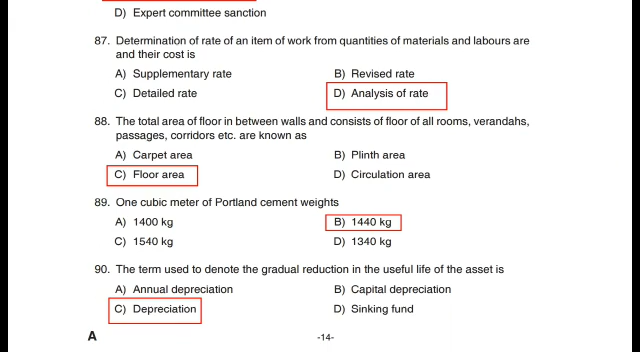 D) Expert committee sanction
87. Determination of rate of an item of work from quantities of materials and labours are
and their cost is
A) Supplementary rate B) Revised rate
C) Detailed rate D) Analysis of rate
88. The total area of floor in between walls and consists of floor of all rooms, verandahs,
passages, corridors etc. are known as
A) Carpet area B) Plinth area
C) Floor area D) Circulation area
89. One cubic meter of Portland cement weights
A) 1400 kg B) 1440 kg
C) 1540 kg D) 1340 kg
90. The term used to denote the gradual reduction in the useful life of the asset is
A) Annual depreciation B) Capital depreciation
C) Depreciation D) Sinking fund
A -14-